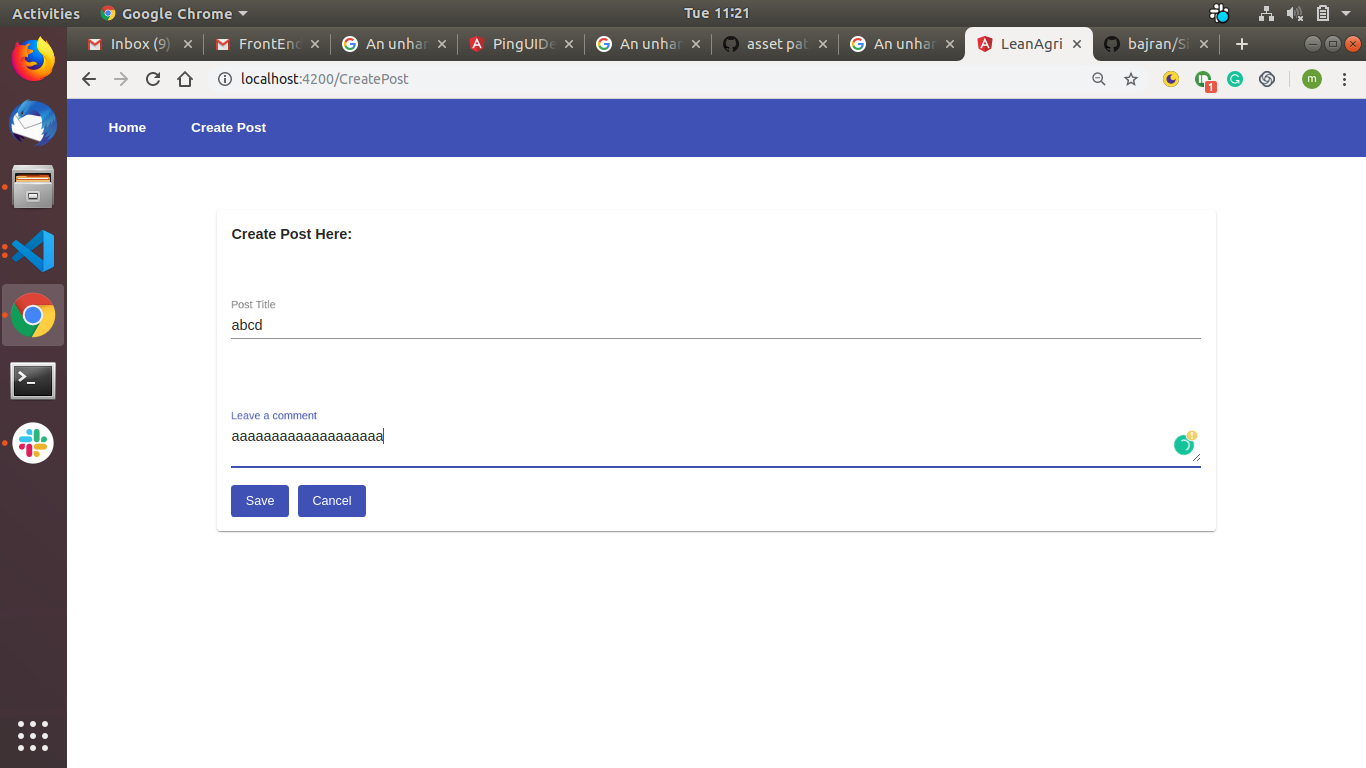 Activities Google Chrome Tue 11:21
Inbox (9) FrontEnd An unhar PingUIDe An unhar asset pat An unhar LeanAgri bajran/Si
localhost:4200/CreatePost 1 m
Home Create Post
Create Post Here:
Post Title
abcd
Leave a comment
aaaaaaaaaaaaaaaaaaa
Save Cancel